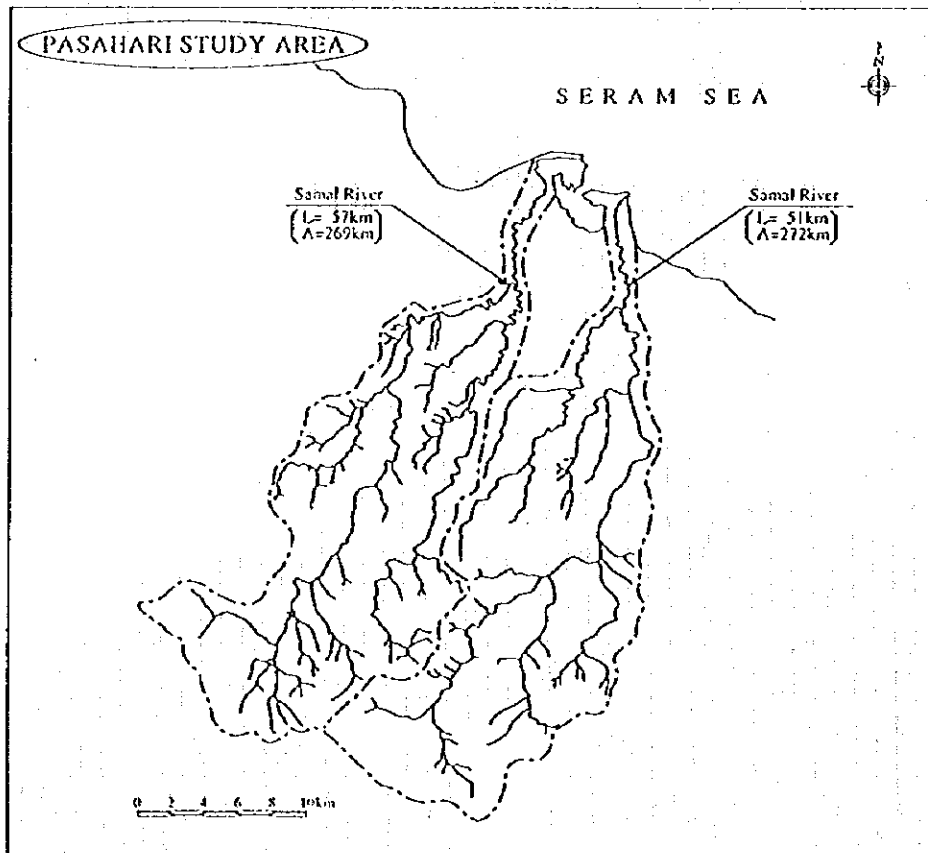 PASAHARI STUDY AREA
N
SERAM SEA
Samal River
L= 57km
A=269km
Samal River
L= 51km
A=272km
0 2 4 6 8 10km